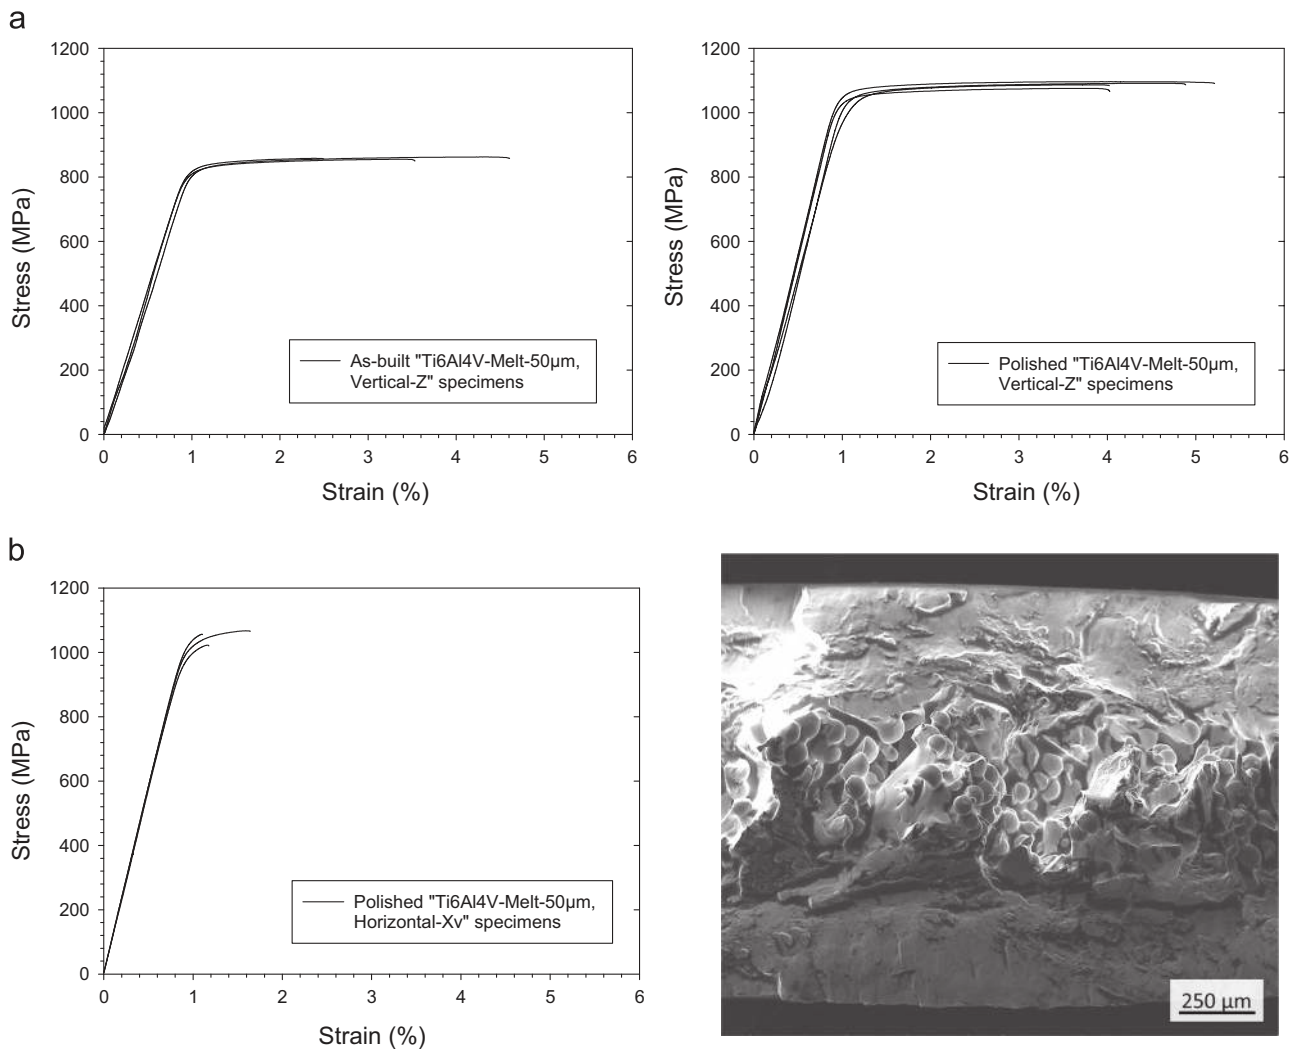 a
1200
1000
800
600
400
200
0
0 1 2 3 4 5 6
Stress (MPa)
Strain (%)
As-built "Ti6Al4V-Melt-50µm,
Vertical-Z" specimens
1200
1000
800
600
400
200
0
0 1 2 3 4 5 6
Stress (MPa)
Strain (%)
Polished "Ti6Al4V-Melt-50µm,
Vertical-Z" specimens
b
1200
1000
800
600
400
200
0
0 1 2 3 4 5 6
Stress (MPa)
Strain (%)
Polished "Ti6Al4V-Melt-50µm,
Horizontal-Xv" specimens
250 µm